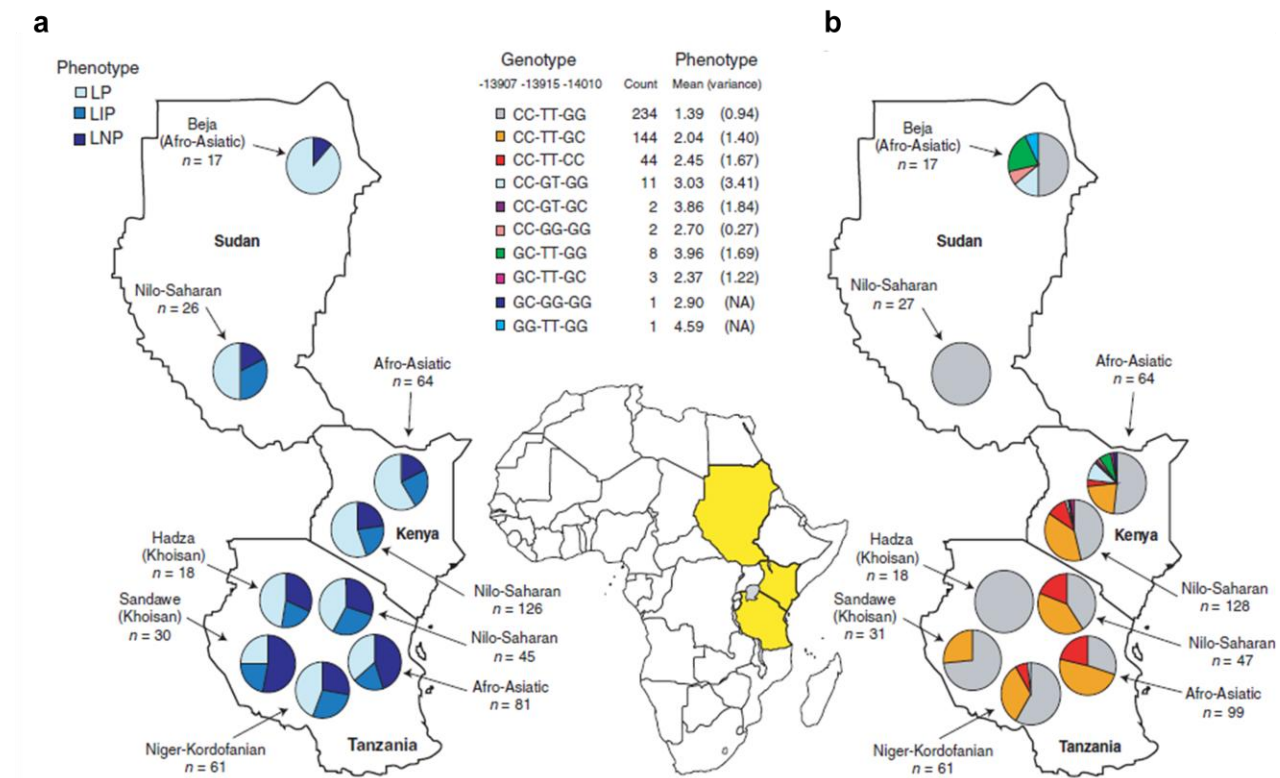 a
Phenotype
LP
LIP
LNP
Beja
(Afro-Asiatic)
n = 17
Sudan
Nilo-Saharan
n = 26
Afro-Asiatic
n = 64
Kenya
Hadza
(Khoisan)
n = 18
Sandawe
(Khoisan)
n = 30
Nilo-Saharan
n = 126
Nilo-Saharan
n = 45
Afro-Asiatic
n = 81
Niger-Kordofanian
n = 61
Tanzania
Genotype Phenotype
-13907 -13915 -14010 Count Mean (variance)
CC-TT-GG 234 1.39 (0.94)
CC-TT-GC 144 2.04 (1.40)
CC-TT-CC 44 2.45 (1.67)
CC-GT-GG 11 3.03 (3.41)
CC-GT-GC 2 3.86 (1.84)
CC-GG-GG 2 2.70 (0.27)
GC-TT-GG 8 3.96 (1.69)
GC-TT-GC 3 2.37 (1.22)
GC-GG-GG 1 2.90 (NA)
GG-TT-GG 1 4.59 (NA)
b
Beja
(Afro-Asiatic)
n = 17
Sudan
Nilo-Saharan
n = 27
Afro-Asiatic
n = 64
Kenya
Hadza
(Khoisan)
n = 18
Sandawe
(Khoisan)
n = 31
Nilo-Saharan
n = 128
Nilo-Saharan
n = 47
Afro-Asiatic
n = 99
Niger-Kordofanian
n = 61
Tanzania